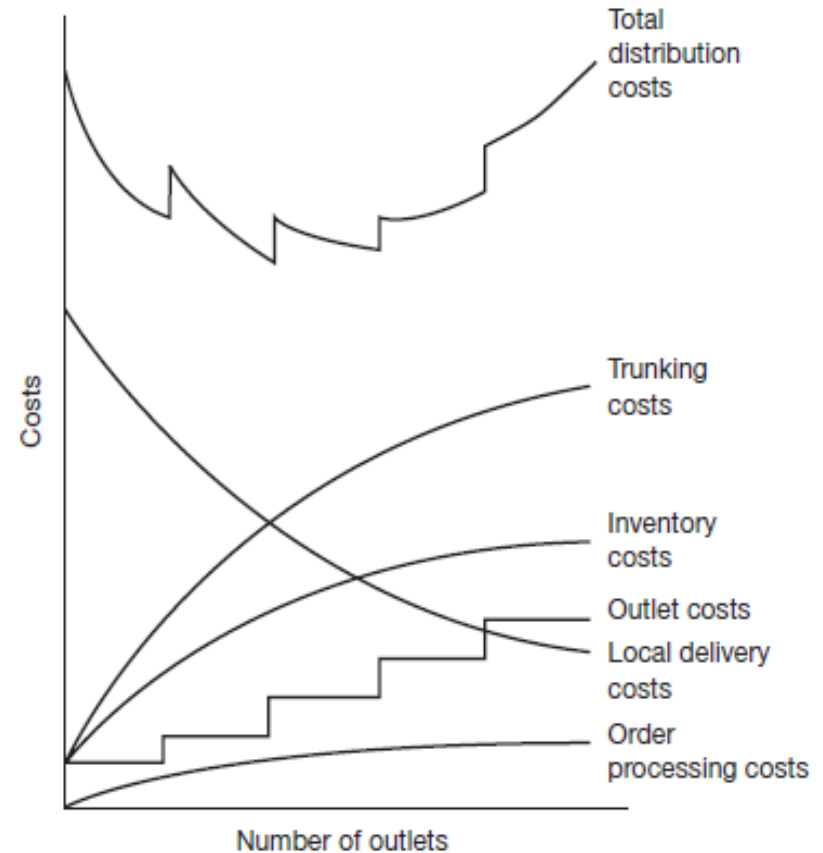 Total
distribution
costs
Trunking
costs
Costs
Inventory
costs
Outlet costs
Local delivery
costs
Order
processing costs
Number of outlets